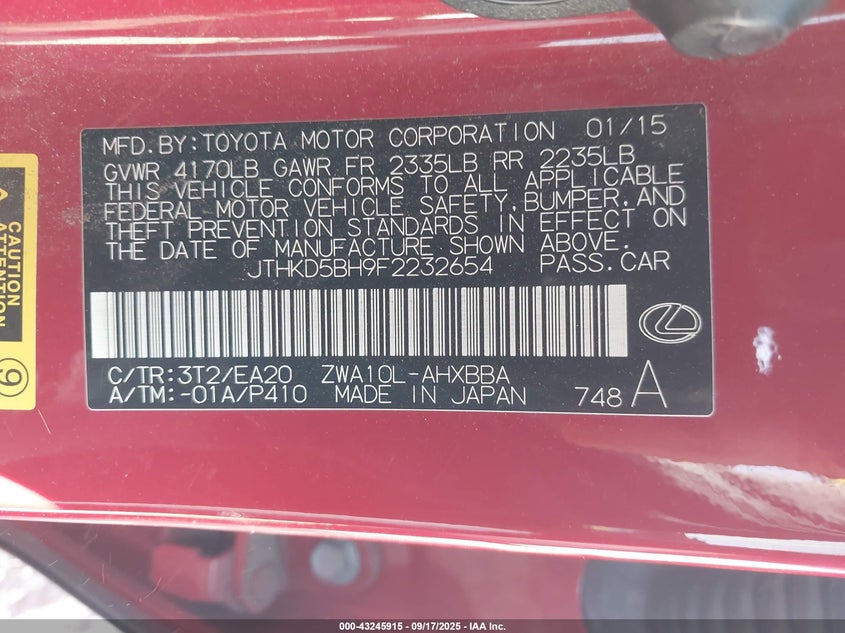 MFD.BY:TOYOTA MOTOR CORPORATION 01/15
GVWR 4170LB GAWR FR 2335LB RR 2235LB
THIS VEHICLE CONFORMS TO ALL APPLICABLE
FEDERAL MOTOR VEHICLE SAFETY,BUMPER,AND
THEFT PREVENTION STANDARDS IN EFFECT ON
THE DATE OF MANUFACTURE SHOWN ABOVE.
JTHKD5BH9F2232654 PASS.CAR
C/TR:3T2/EA20 ZWA10L-AHXBBA
A/TM:-01A/P410 MADE IN JAPAN 748 A
CAUTION
ATTENTION
9
000-43245915 - 09/17/2025 - IAA Inc.